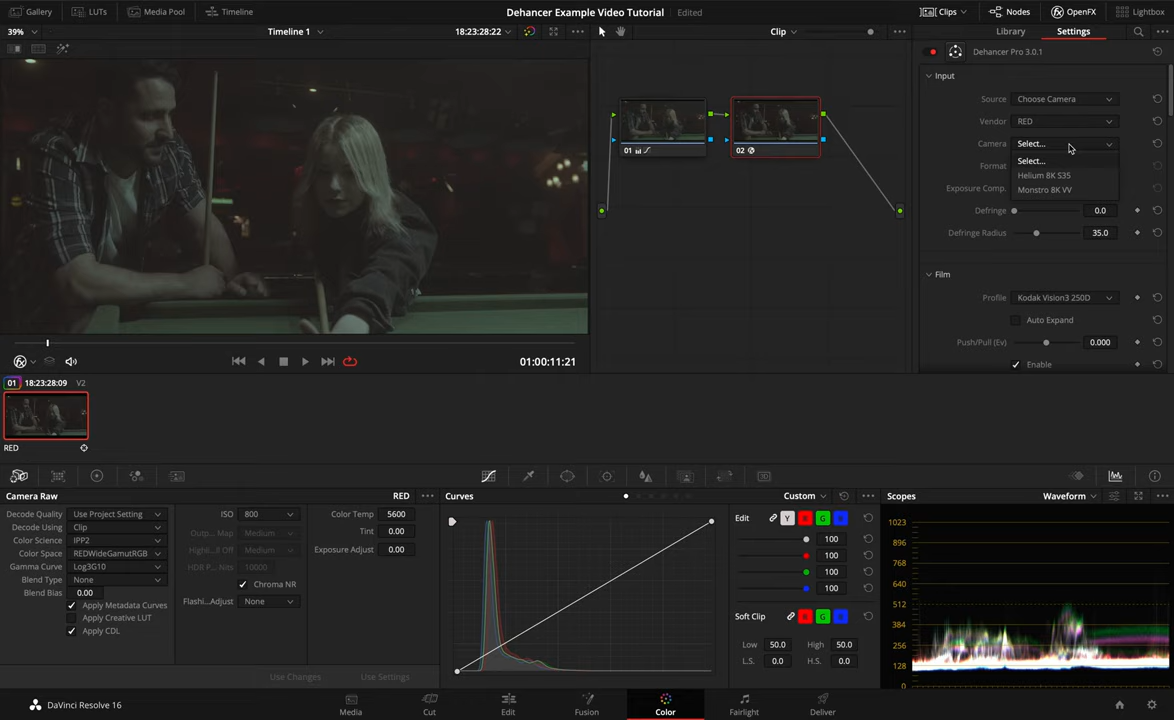 Gallery LUTs Media Pool Timeline Dehancer Example Video Tutorial Edited Clips Nodes OpenFX Lightbox
39% Timeline 1 18:23:28:22 Clip Library Settings
Dehancer Pro 3.0.1
Input
Source Choose Camera
Vendor RED
Camera Select...
Select...
Format
Helium 8K S35
Exposure Comp. Monstro 8K VV
Defringe 0.0
Defringe Radius 35.0
Film
Profile Kodak Vision3 250D
Auto Expand
Push/Pull (Ev) 0.000
Enable
01
02
01:00:11:21
01 18:23:28:09 V2
RED
Camera Raw RED
Decode Quality Use Project Setting
Decode Using Clip
Color Science IPP2
Color Space REDWideGamutRGB
Gamma Curve Log3G10
Blend Type None
Blend Bias 0.00
Apply Metadata Curves
Apply Creative LUT
Apply CDL
ISO 800
Outp... Map Medium
Highli...ll Off Medium
HDR P... Nits 10000
Chroma NR
Flashi...Adjust None
Color Temp 5600
Tint 0.00
Exposure Adjust 0.00
Use Changes Use Settings
Curves Custom
Edit Y R G B
100
100
100
100
Soft Clip R G B
Low 50.0 High 50.0
L.S. 0.0 H.S. 0.0
Scopes Waveform
1023
896
768
640
512
384
256
128
0
DaVinci Resolve 16 Media Cut Edit Fusion Color Fairlight Deliver